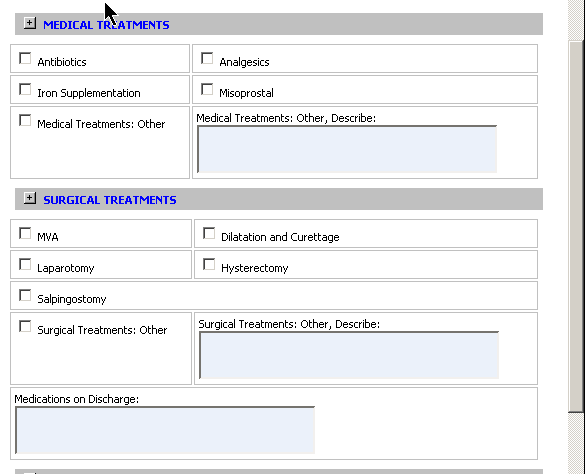 MEDICAL TREATMENTS
Antibiotics
Analgesics
Iron Supplementation
Misoprostal
Medical Treatments: Other
Medical Treatments: Other, Describe:
SURGICAL TREATMENTS
MVA
Dilatation and Curettage
Laparotomy
Hysterectomy
Salpingostomy
Surgical Treatments: Other
Surgical Treatments: Other, Describe:
Medications on Discharge: